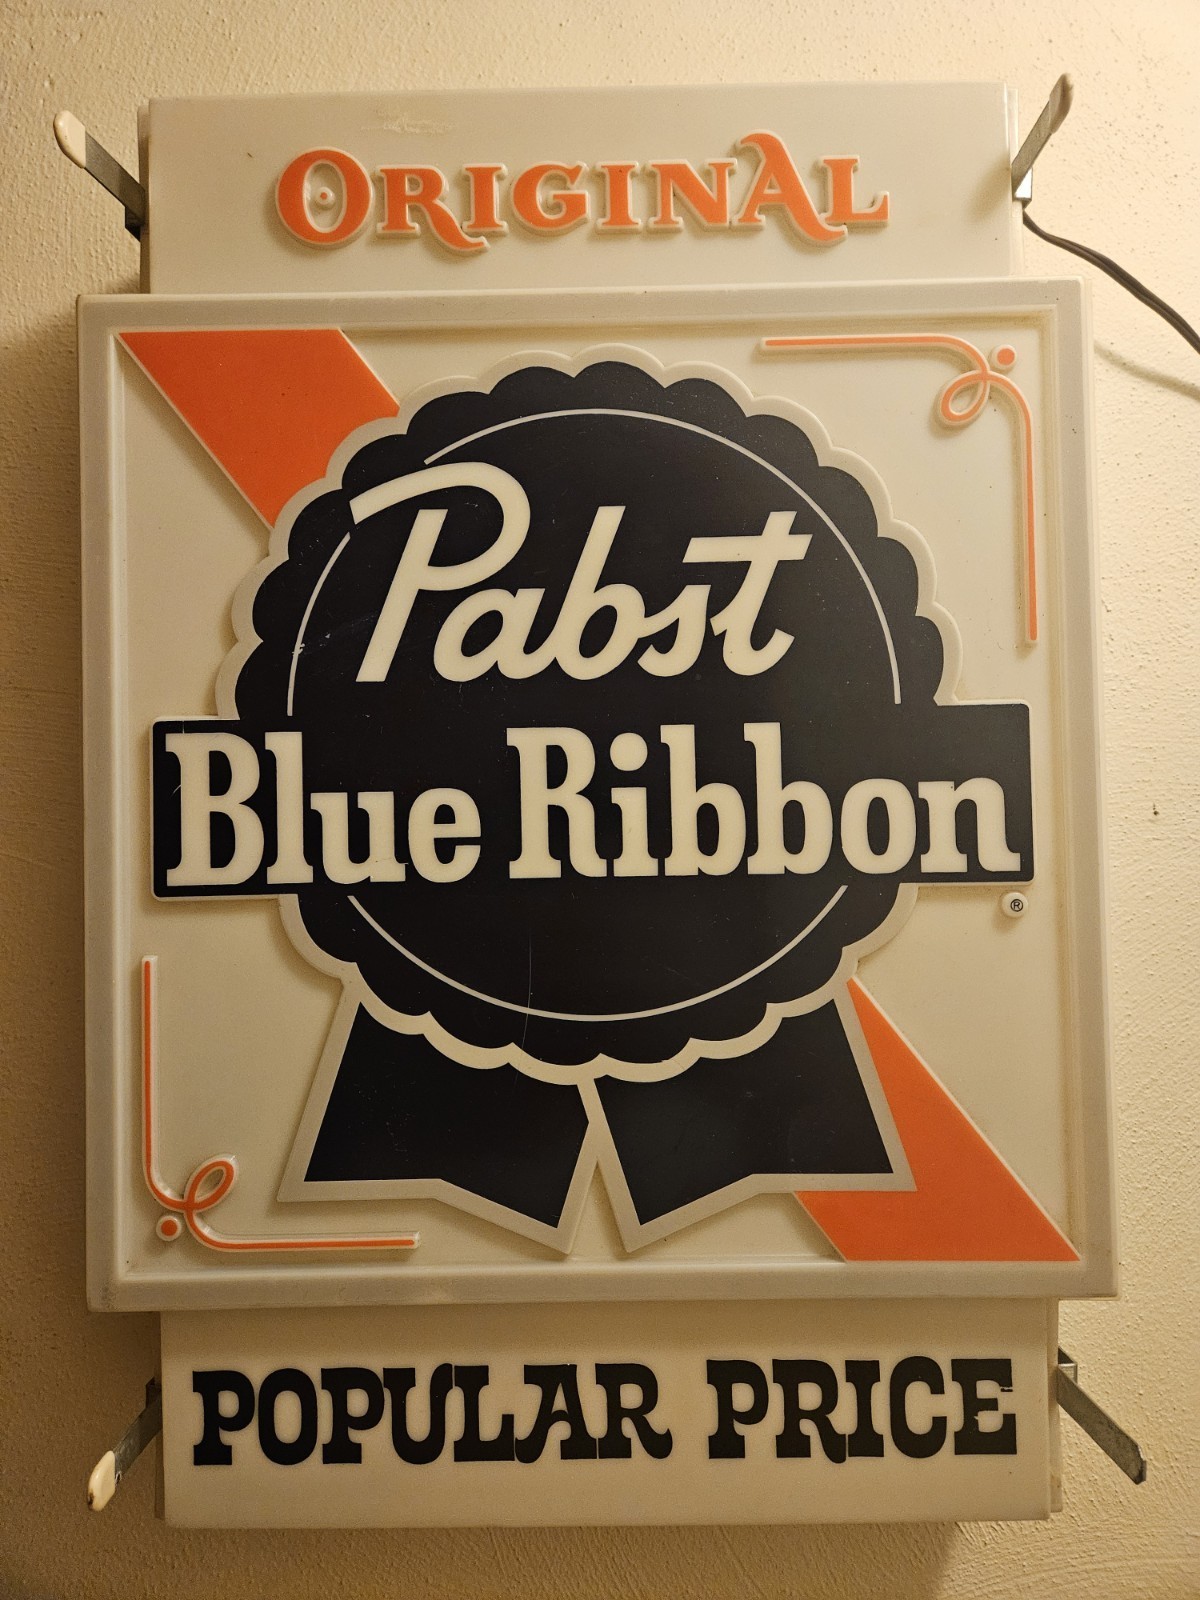 ORIGINAL
Pabst
Blue Ribbon
®
POPULAR PRICE